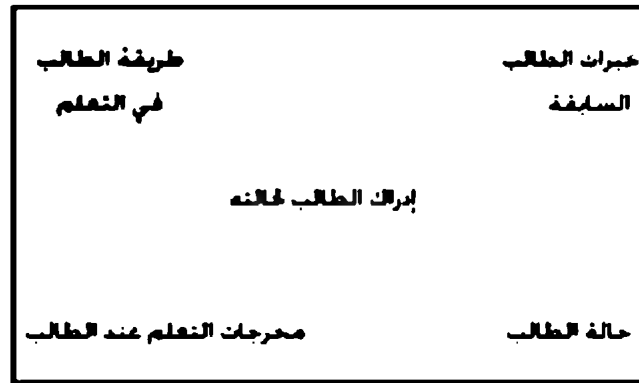 خبرات الطالب
السابقة
طريقة الطالب
في التعلم
إدراك الطالب لحالته
حالة الطالب
مخرجات التعلم عند الطالب